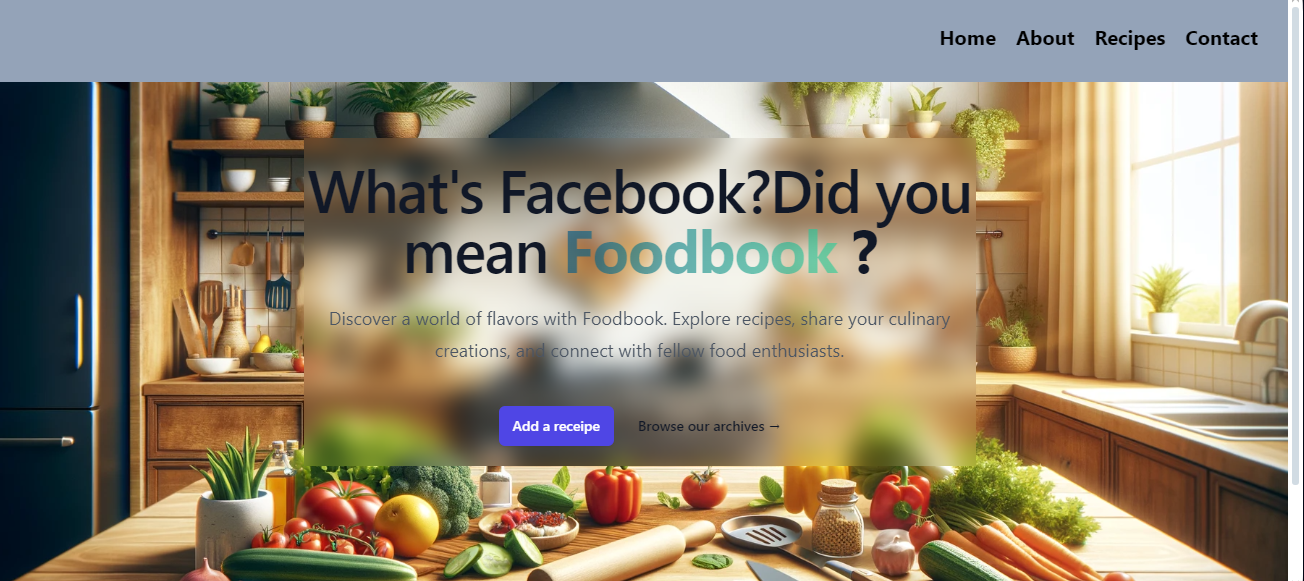 Home About Recipes Contact
What's Facebook?Did you
mean Foodbook ?
Discover a world of flavors with Foodbook. Explore recipes, share your culinary
creations, and connect with fellow food enthusiasts.
Add a receipe Browse our archives →